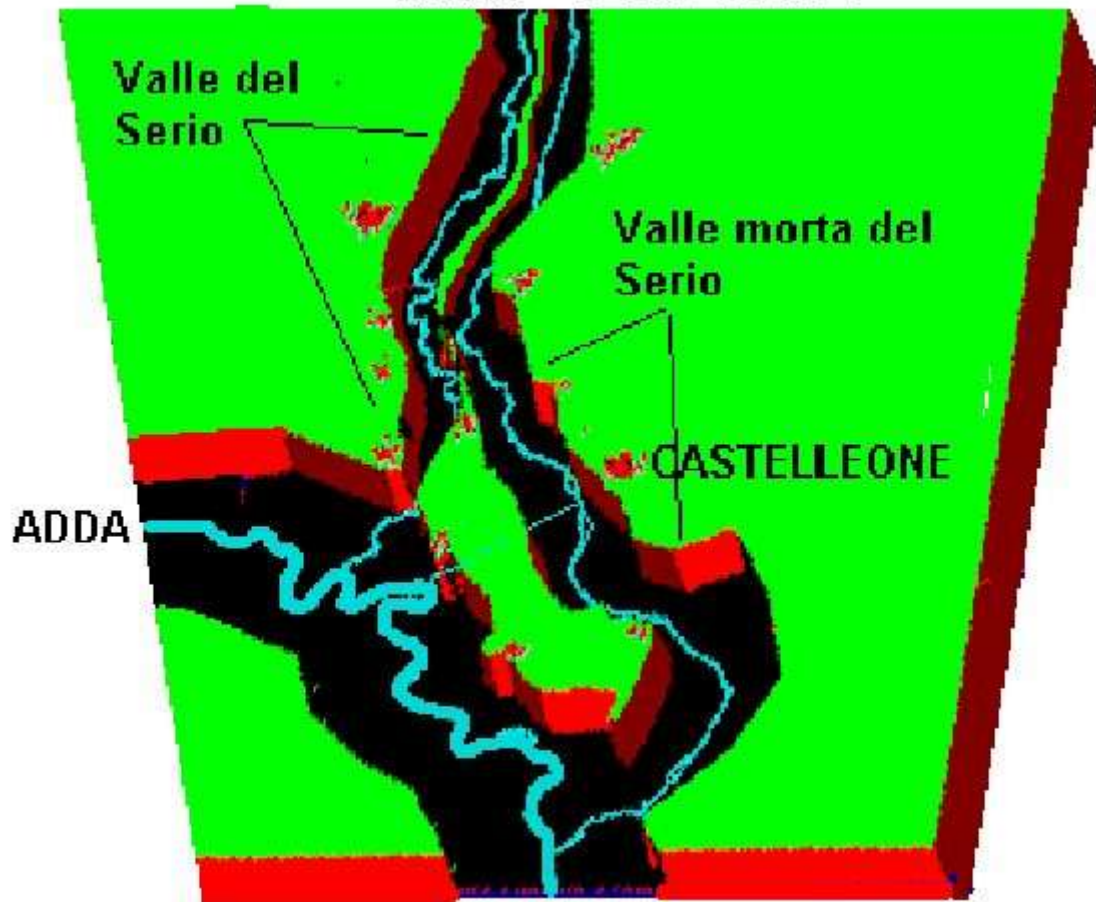 Valle del
Serio
Valle morta del
Serio
CASTELLEONE
ADDA